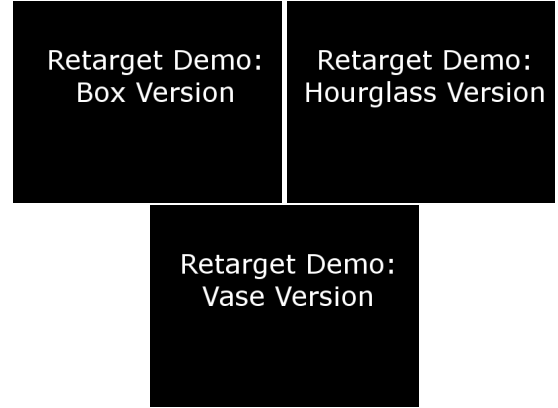 Retarget Demo:
Box Version
Retarget Demo:
Hourglass Version
Retarget Demo:
Vase Version